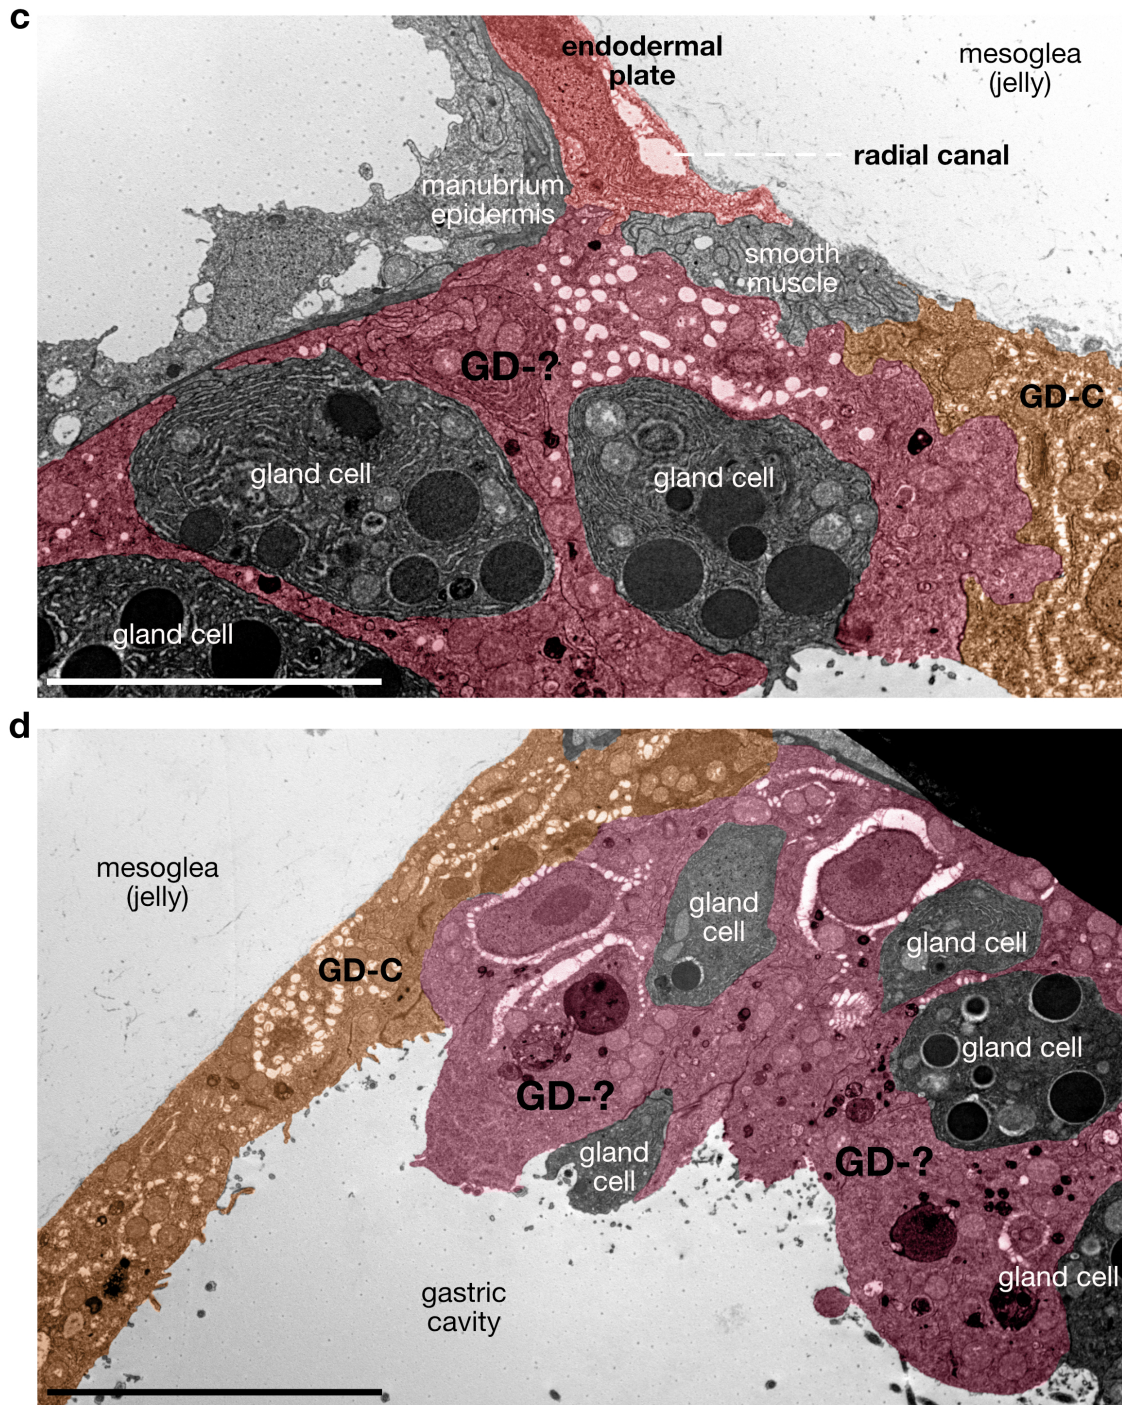 c
endodermal
plate
mesoglea
(jelly)
radial canal
manubrium
epidermis
smooth
muscle
GD-?
GD-C
gland cell
gland cell
gland cell
d
mesoglea
(jelly)
gland
cell
gland cell
GD-C
gland cell
GD-?
gland
cell
GD-?
gland cell
gastric
cavity